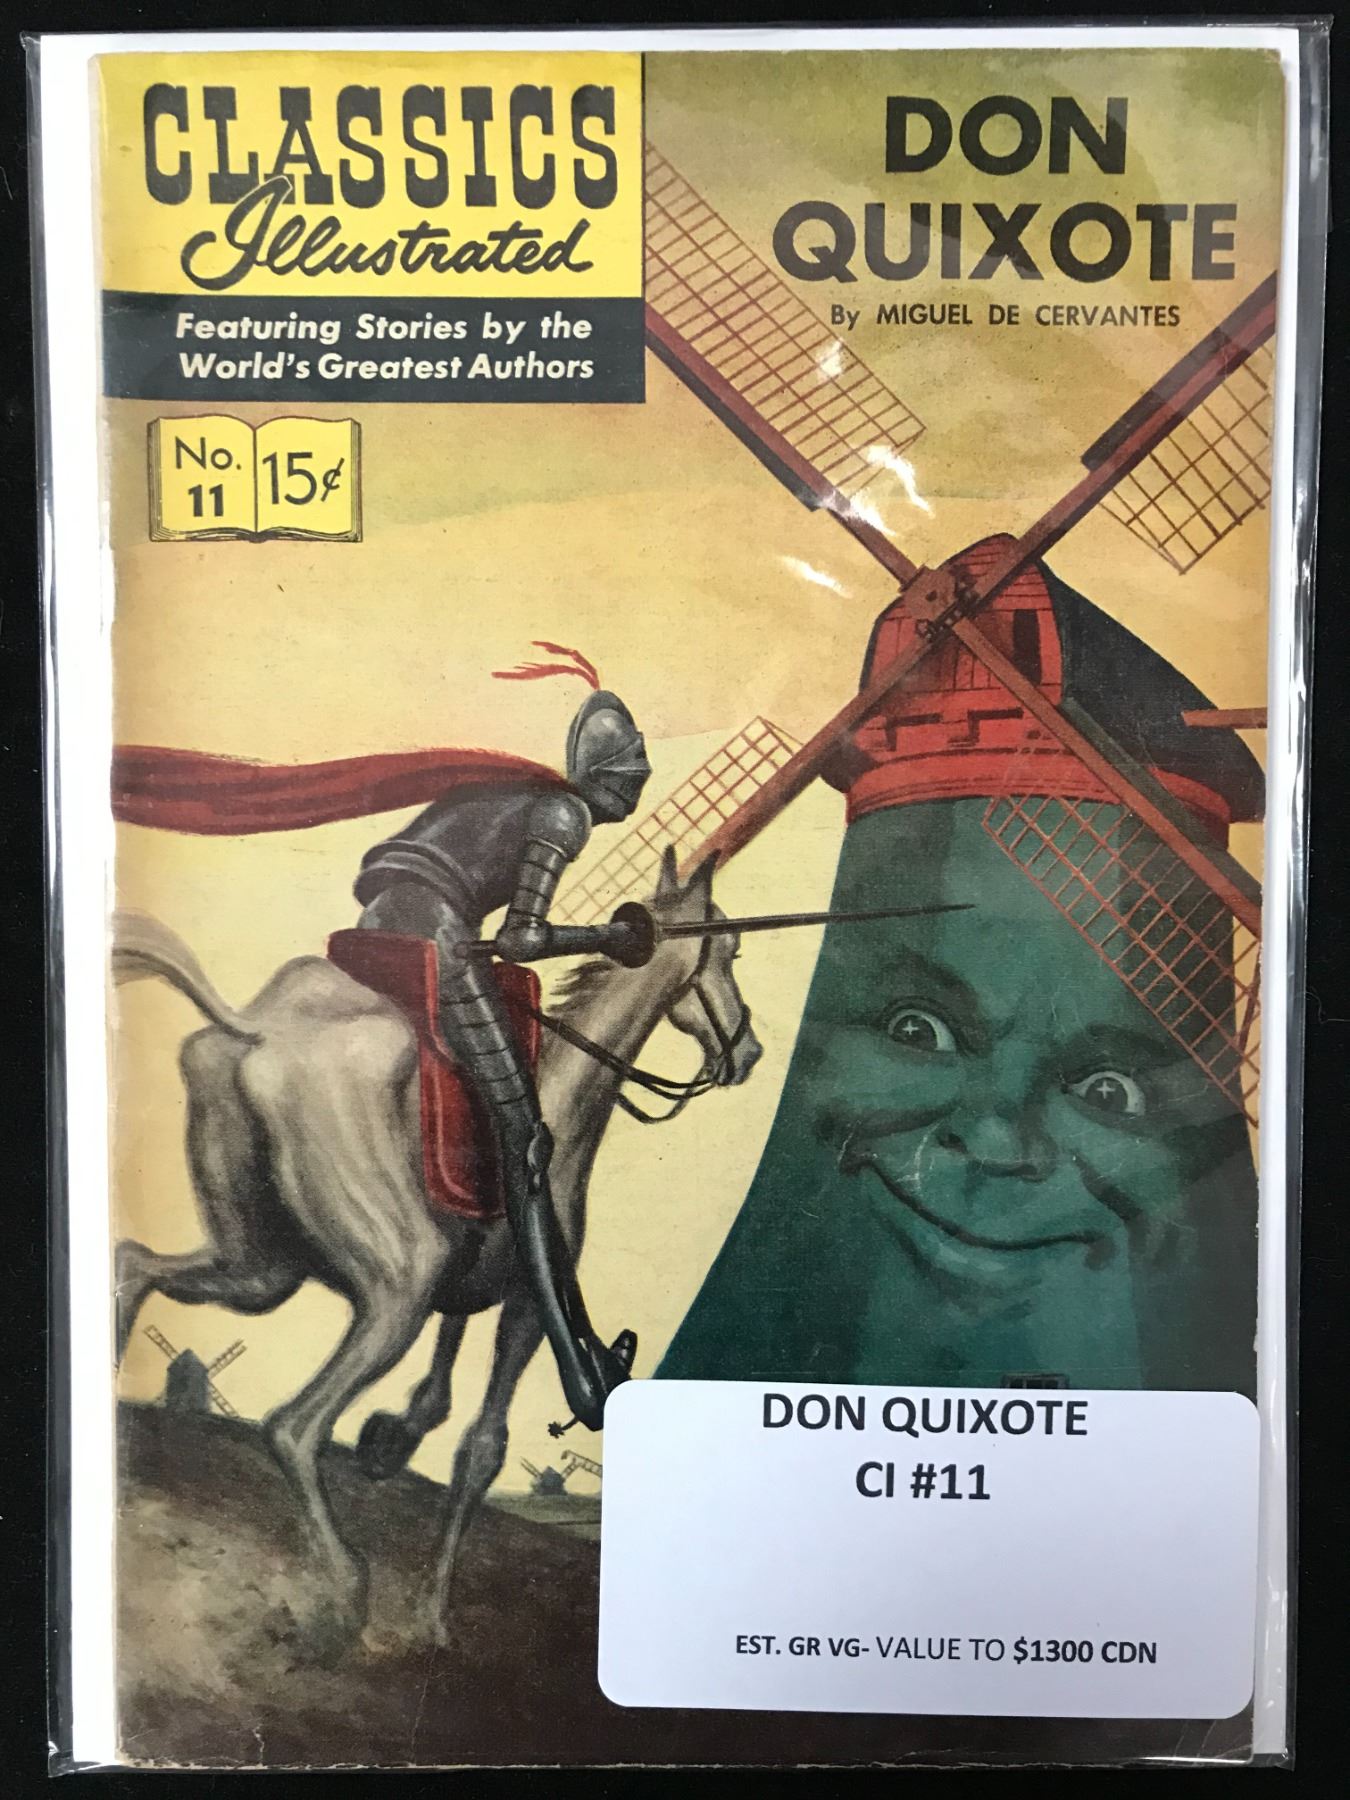 CLASSICS
Illustrated
Featuring Stories by the
World's Greatest Authors
No.
11
15¢
DON
QUIXOTE
By MIGUEL DE CERVANTES
DON QUIXOTE
CI #11
EST. GR VG- VALUE TO $1300 CDN